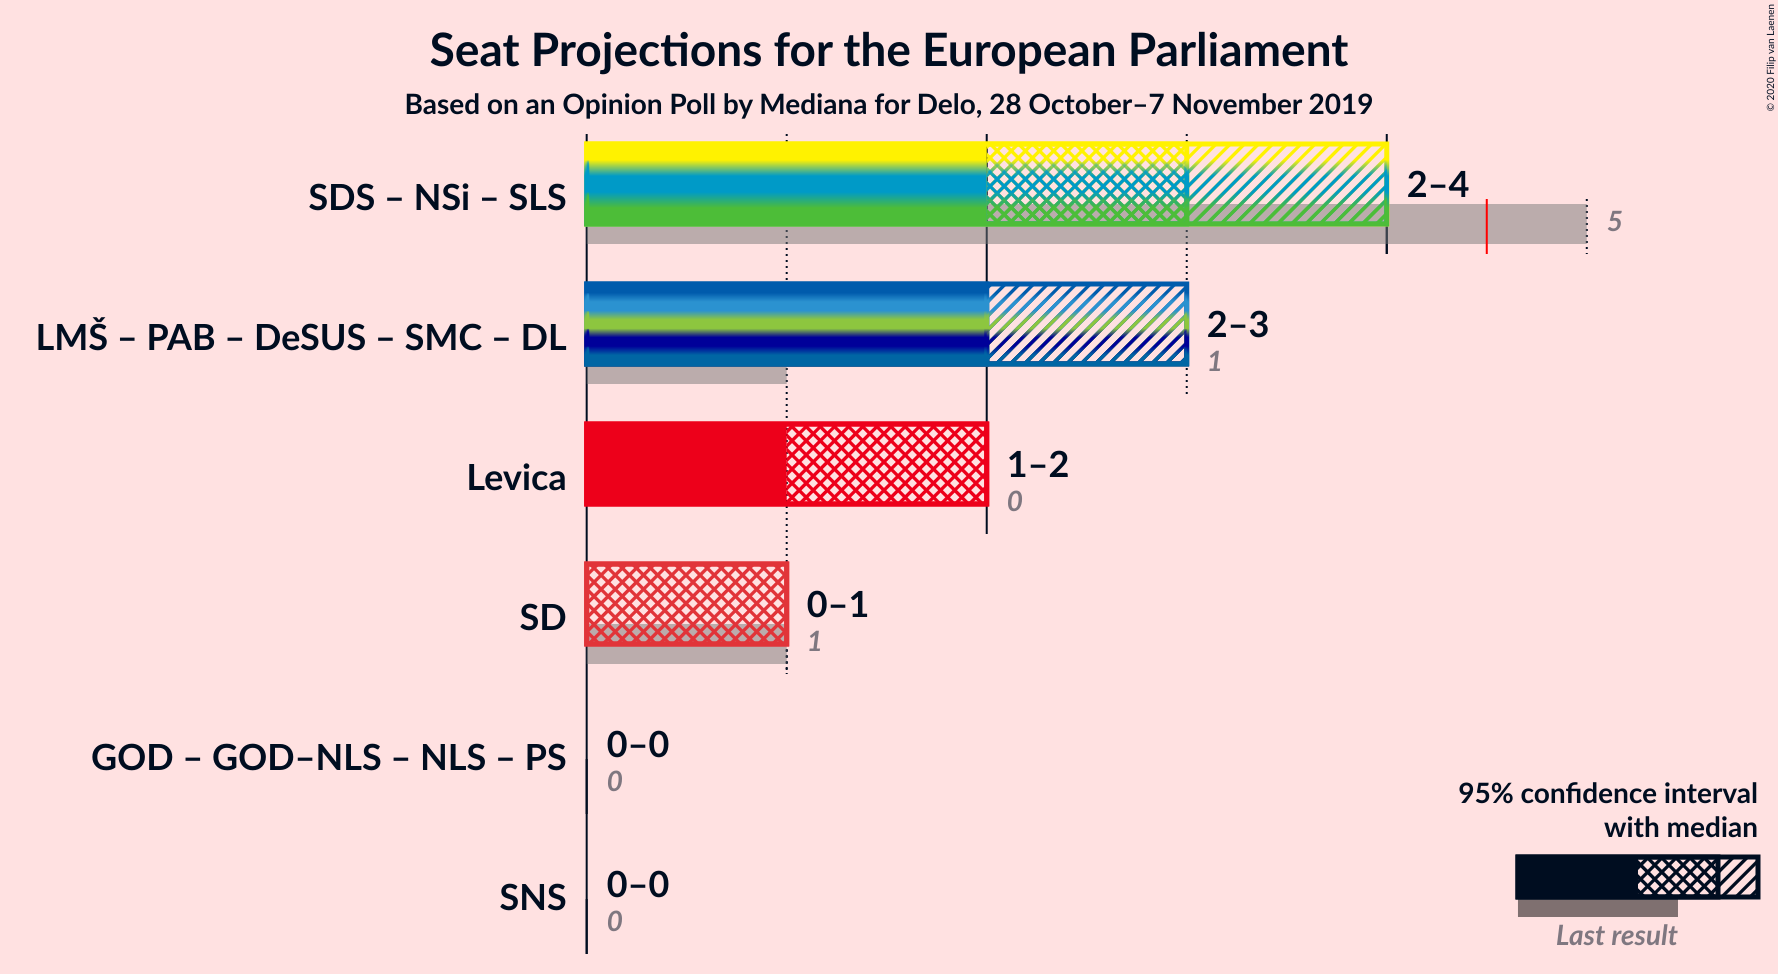 Seat Projections for the European Parliament
Based on an Opinion Poll by Mediana for Delo, 28 October–7 November 2019
© 2020 Filip van Laenen
SDS – NSi – SLS
2–4
5
LMŠ – PAB – DeSUS – SMC – DL
2–3
1
Levica
1–2
0
SD
0–1
1
GOD – GOD–NLS – NLS – PS
0–0
0
SNS
0–0
0
95% confidence interval
with median
Last result